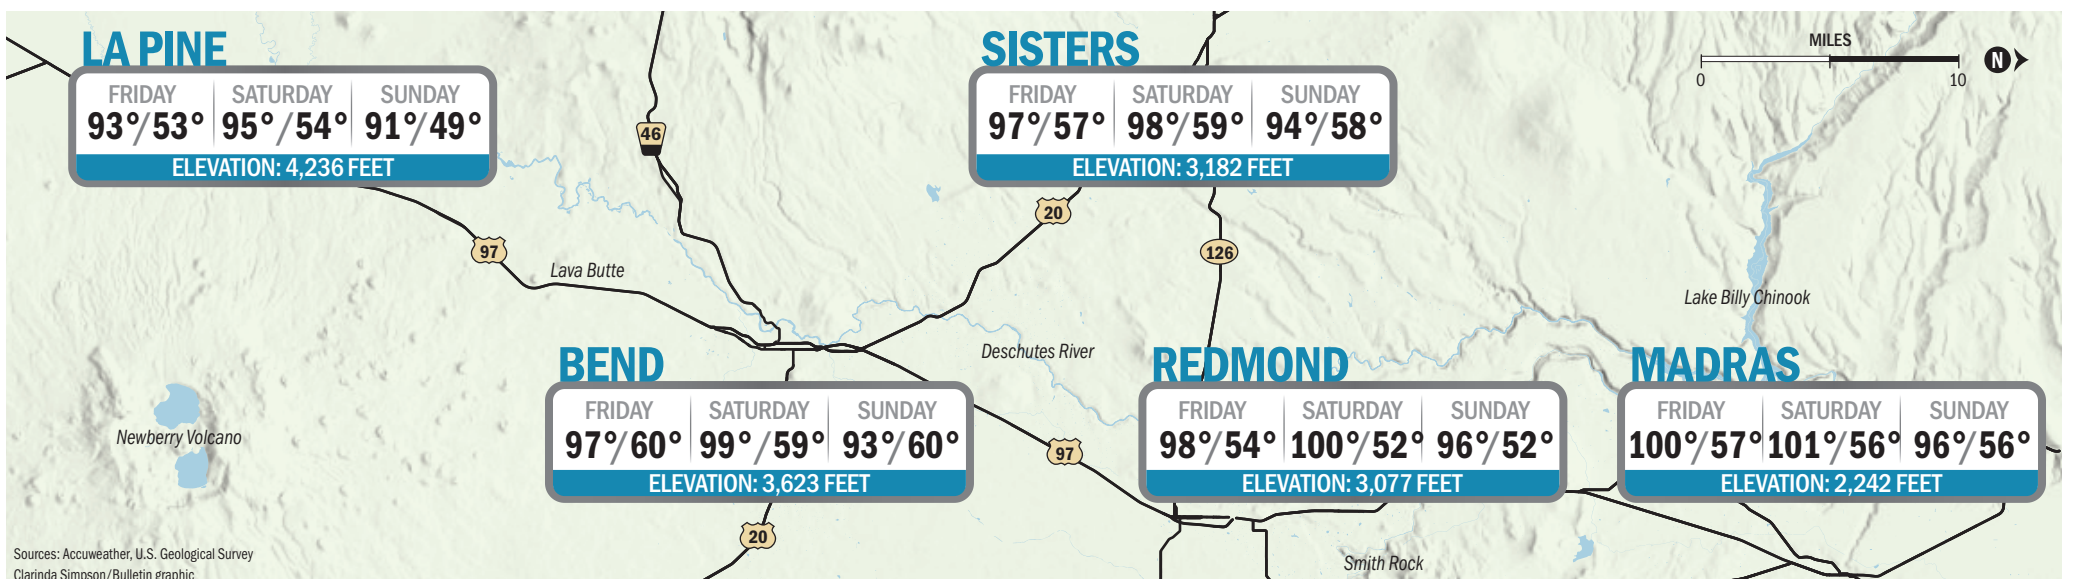 LA PINE
FRIDAY SATURDAY SUNDAY
93°/53° 95°/54° 91°/49°
ELEVATION: 4,236 FEET
SISTERS
FRIDAY SATURDAY SUNDAY
97°/57° 98°/59° 94°/58°
ELEVATION: 3,182 FEET
MILES
0 10
N
46
20
97
126
Lava Butte
Lake Billy Chinook
Deschutes River
BEND
FRIDAY SATURDAY SUNDAY
97°/60° 99°/59° 93°/60°
ELEVATION: 3,623 FEET
REDMOND
FRIDAY SATURDAY SUNDAY
98°/54° 100°/52° 96°/52°
ELEVATION: 3,077 FEET
MADRAS
FRIDAY SATURDAY SUNDAY
100°/57° 101°/56° 96°/56°
ELEVATION: 2,242 FEET
Newberry Volcano
97
20
Smith Rock
Sources: Accuweather, U.S. Geological Survey
Clarinda Simpson/Bulletin graphic